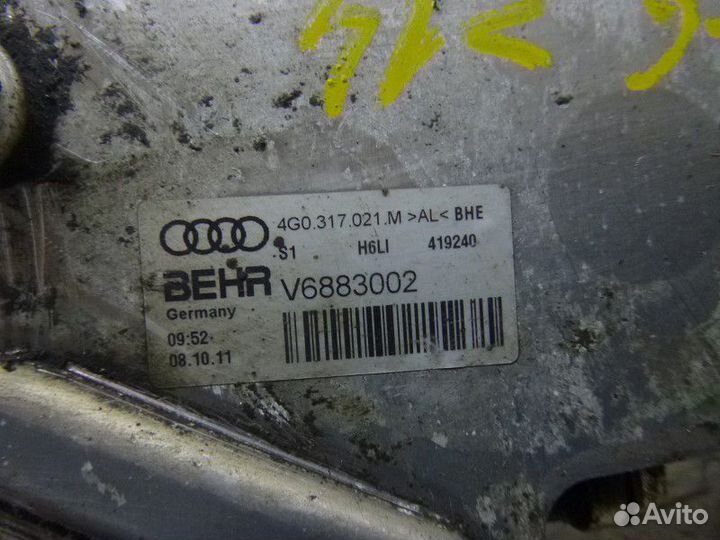 4G0.317.021.M >AL< BHE
S1 H6LI 419240
BEHR V6883002
Germany
09:52
08.10.11
Avito